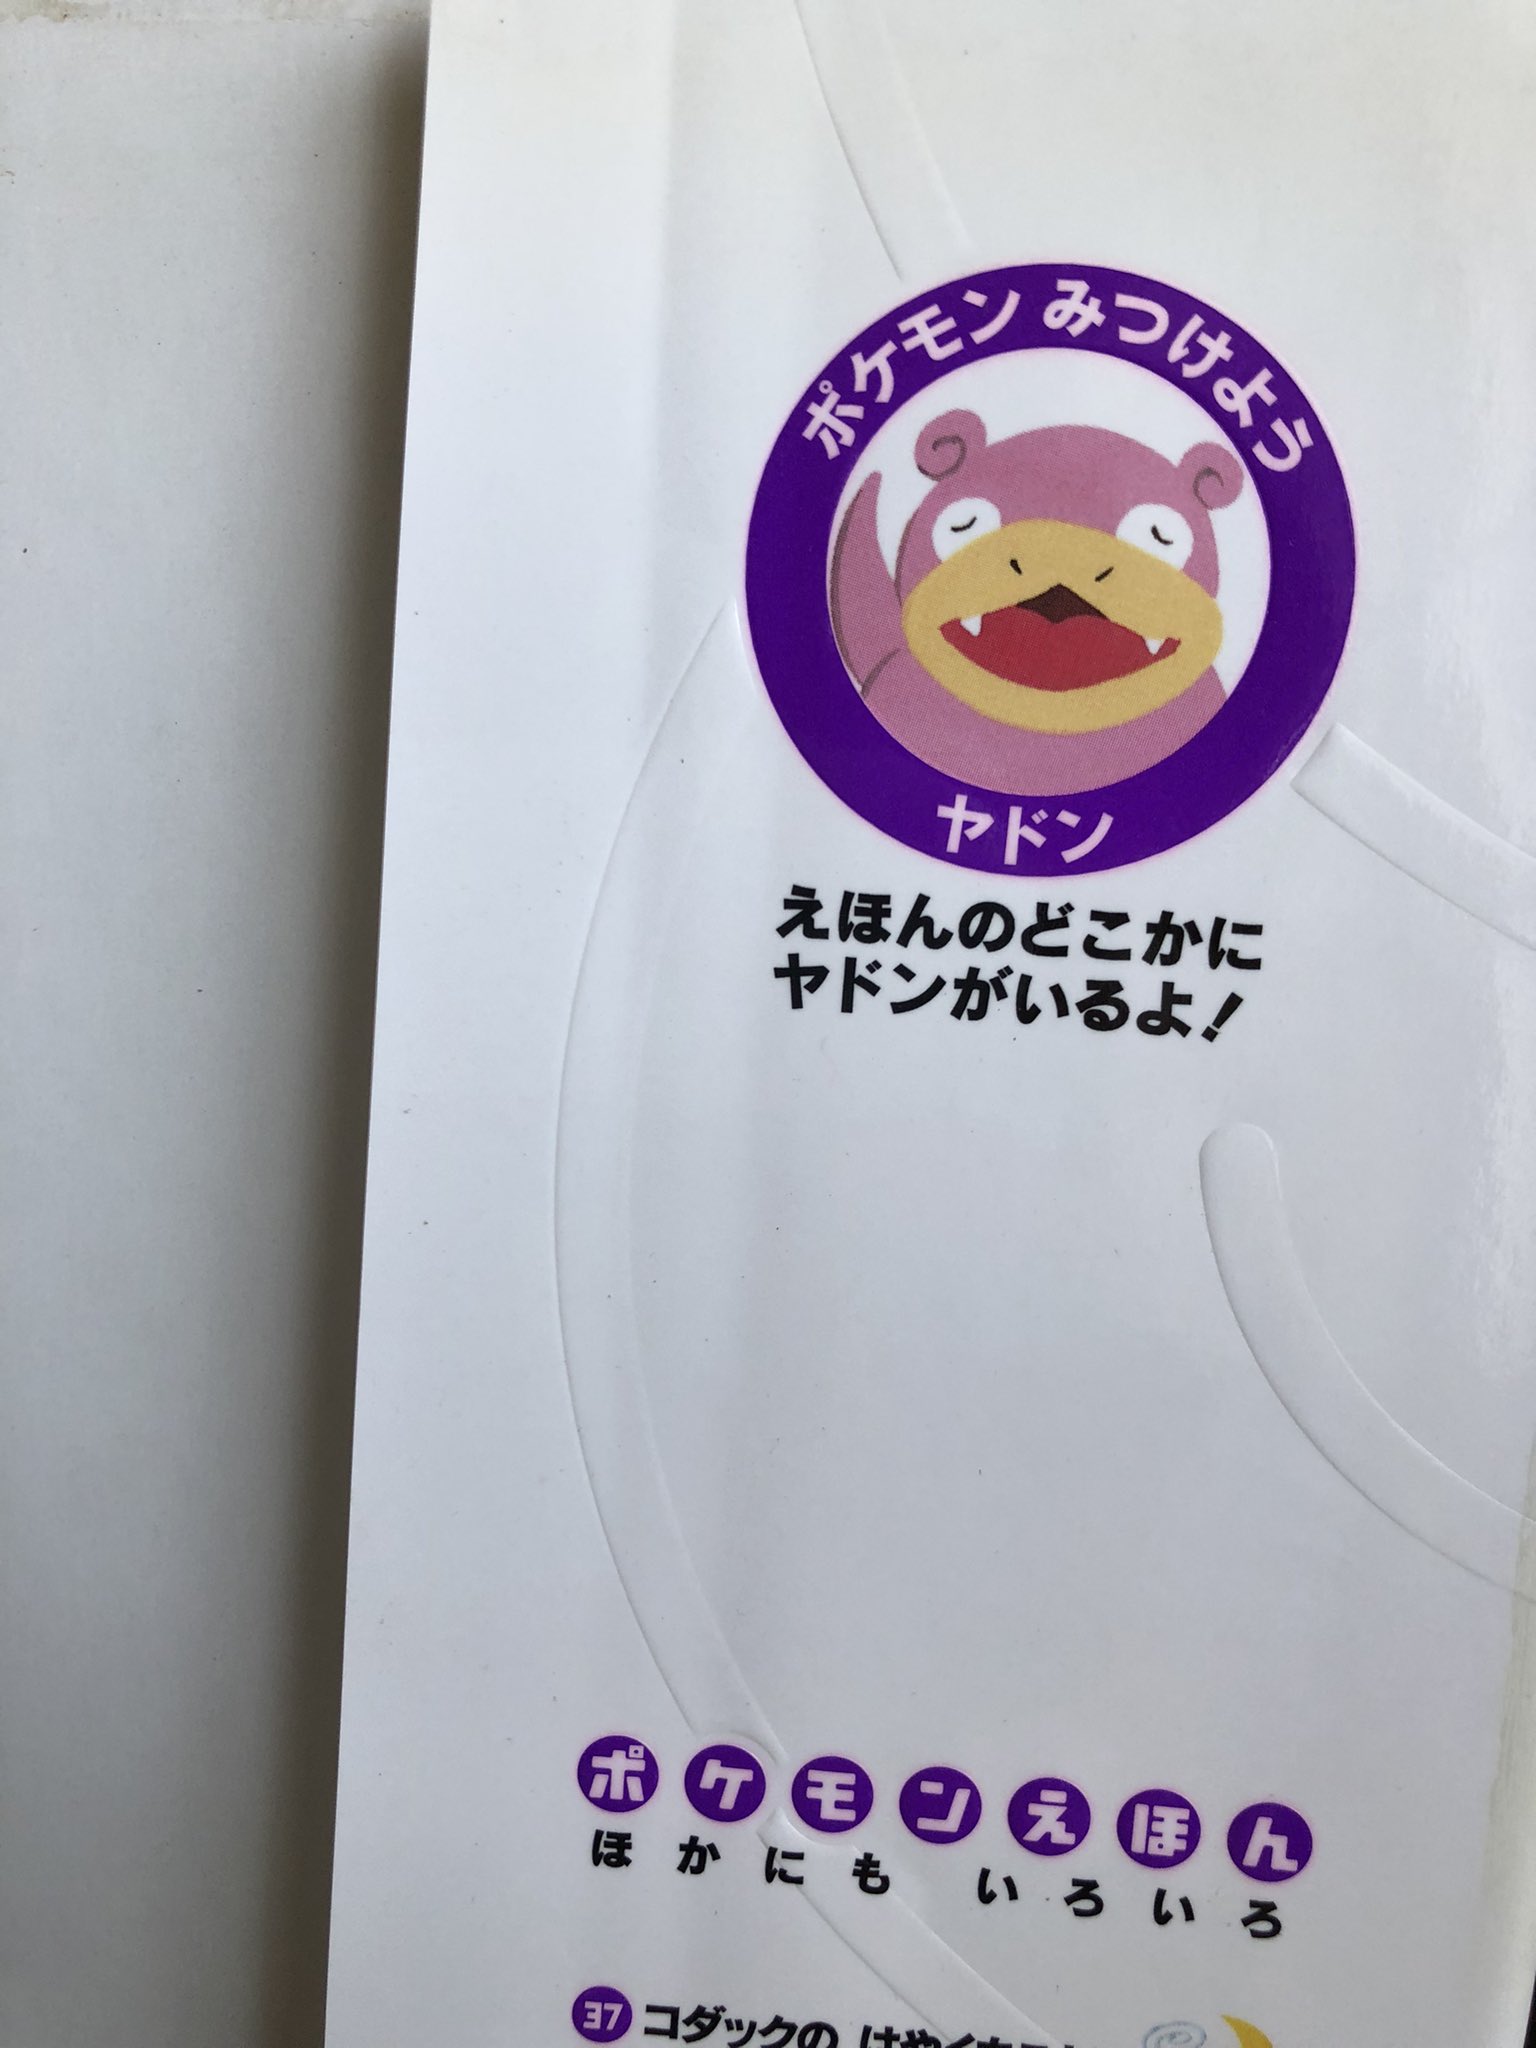 ポケモン みつけよう
ヤドン
えほんのどこかに
ヤドンがいるよ!
ポケモンえほん
ほかにも いろいろ
37 コダックの